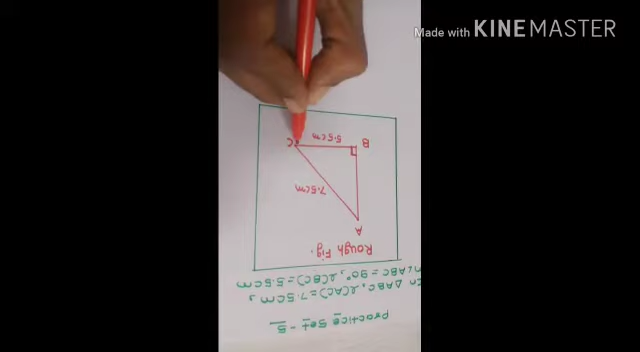 Made with KINEMASTER
Practice Set - 5
In △ABC, l(AC)=7.5cm,
m∠ABC = 90°, l(BC)=5.5cm
Rough Fig.
A
7.5cm
B
5.5cm
C